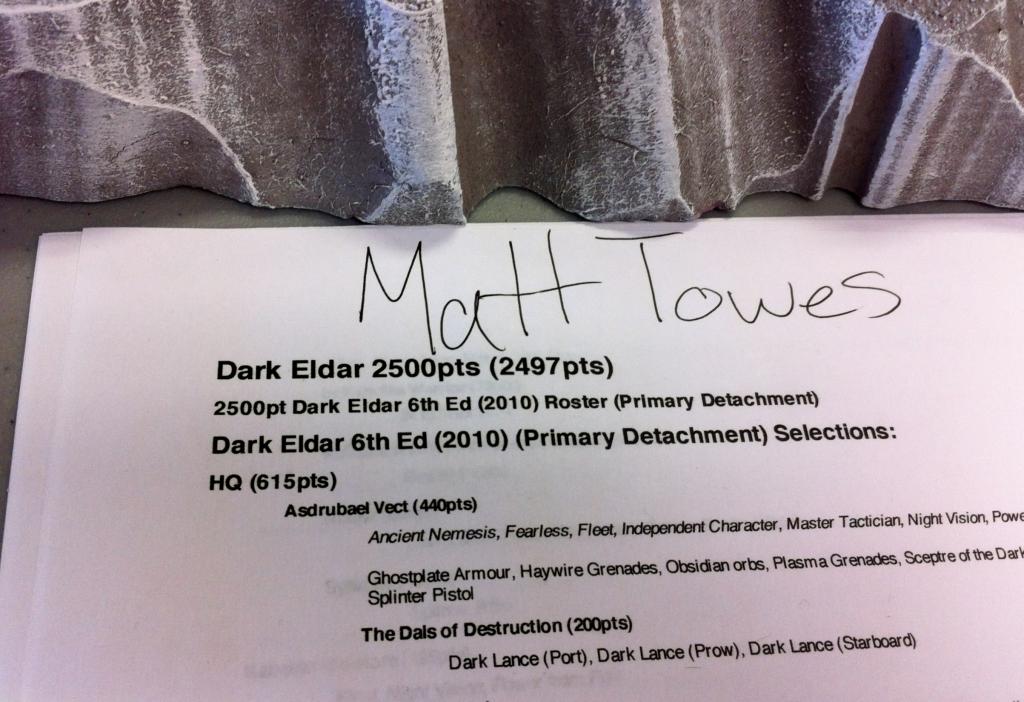 Matt Towes
Dark Eldar 2500pts (2497pts)
2500pt Dark Eldar 6th Ed (2010) Roster (Primary Detachment)
Dark Eldar 6th Ed (2010) (Primary Detachment) Selections:
HQ (615pts)
Asdrubael Vect (440pts)
Ancient Nemesis, Fearless, Fleet, Independent Character, Master Tactician, Night Vision, Powe
Ghostplate Armour, Haywire Grenades, Obsidian orbs, Plasma Grenades, Sceptre of the Dark
Splinter Pistol
The Dais of Destruction (200pts)
Dark Lance (Port), Dark Lance (Prow), Dark Lance (Starboard)